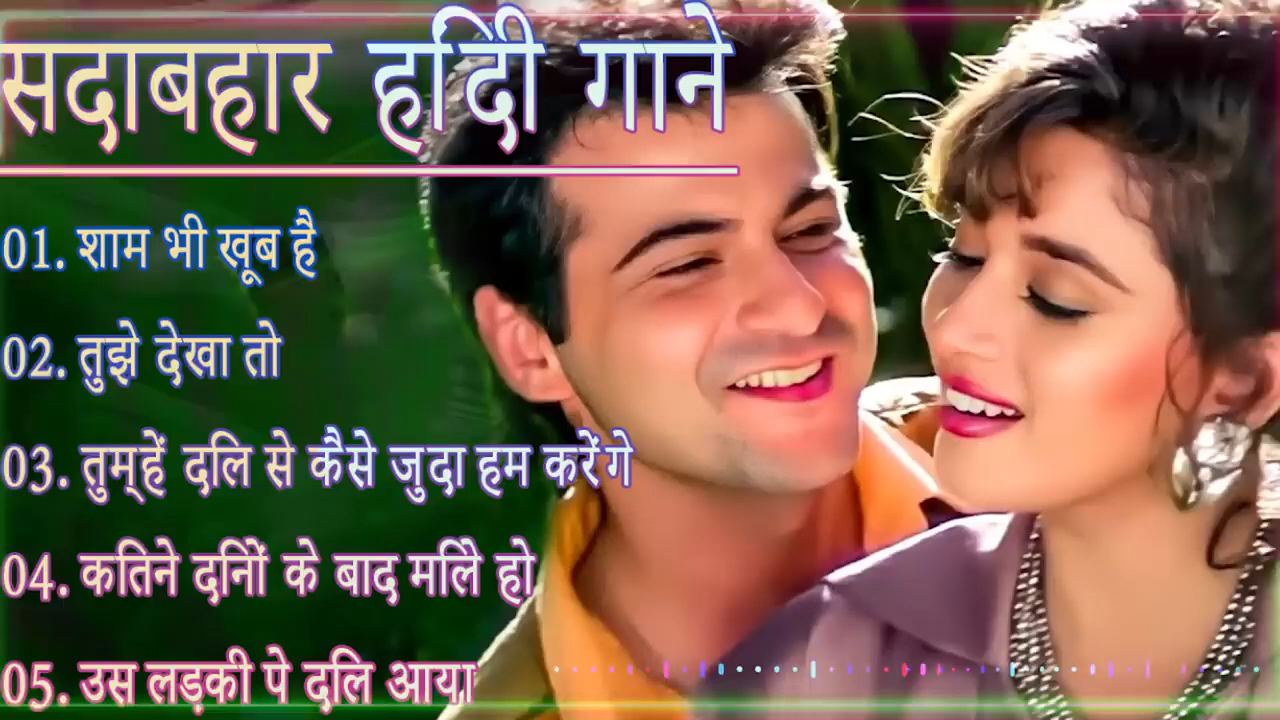 सदाबहार हदिीं गाने
01. शाम भी खूब है
02. तुझे देखा तो
03. तुम्हें दलि से कैसे जुदा हम करेंगे
04. कतिने दनिों के बाद मलिे हो
05. उस लड़की पे दलि आया